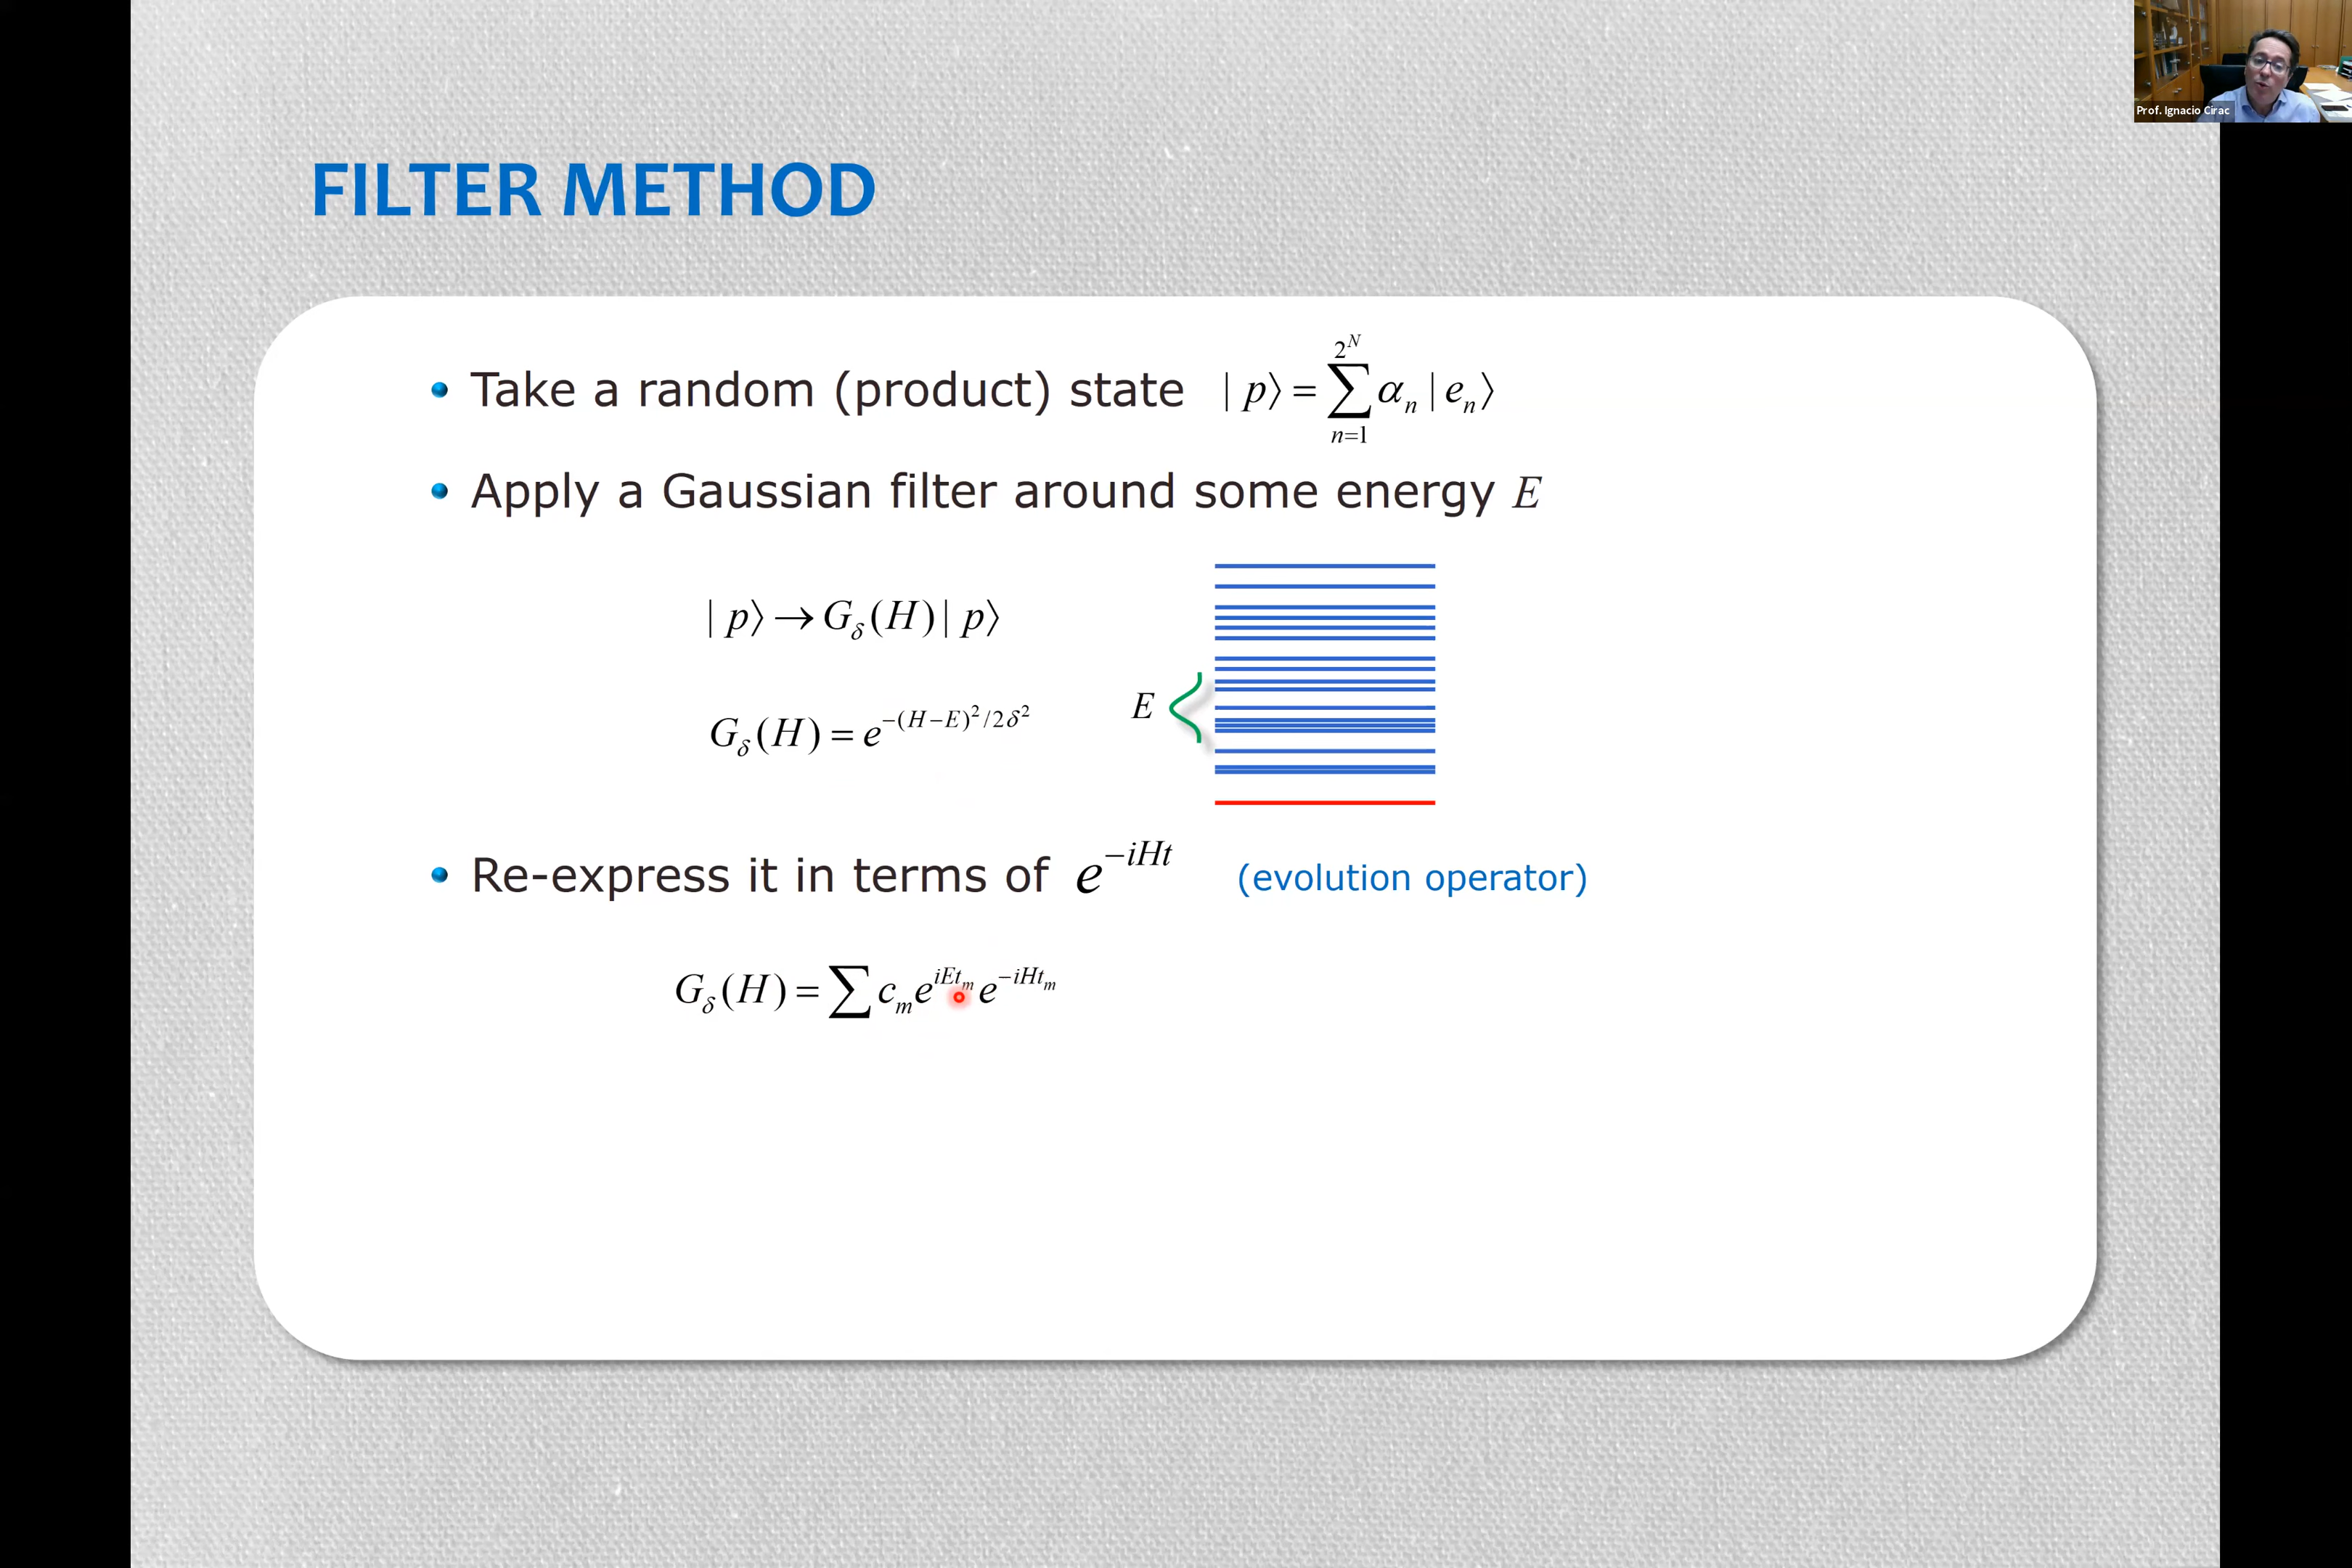 Prof. Ignacio Cirac
FILTER METHOD
Take a random (product) state | p⟩ = ∑_{n=1}^{2^N} α_n | e_n⟩
Apply a Gaussian filter around some energy E
| p⟩ → G_δ(H) | p⟩
G_δ(H) = e^{−(H−E)^2/2δ^2}
E
Re-express it in terms of e^{−iHt} (evolution operator)
G_δ(H) = ∑ c_m e^{iEt_m} e^{−iHt_m}